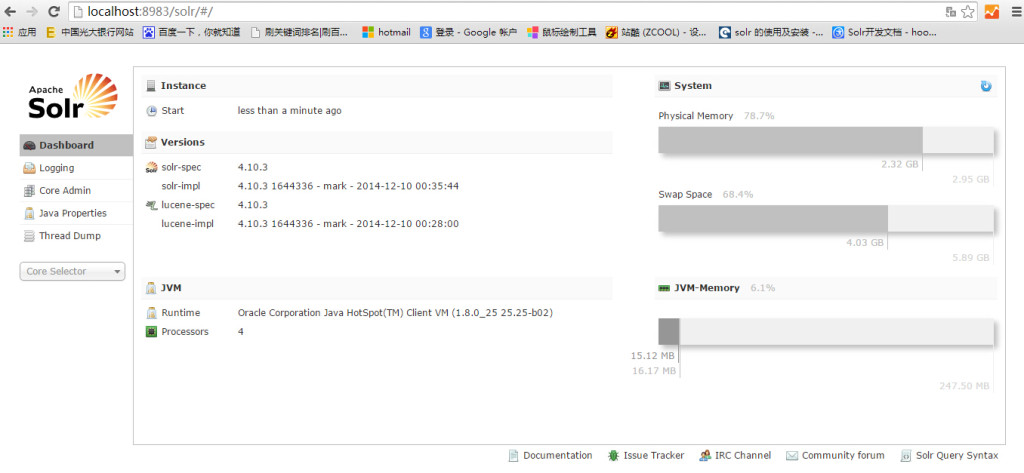 localhost:8983/solr/#/
应用 中国光大银行网站 百度一下，你就知道 刷关键词排名|刷百... hotmail 登录 - Google 帐户 鼠标绘制工具 站酷 (ZCOOL) - 设... solr 的使用及安装 -... Solr开发文档 - hoo...
Apache
Solr
Dashboard
Logging
Core Admin
Java Properties
Thread Dump
Core Selector
Instance
Start less than a minute ago
Versions
solr-spec 4.10.3
solr-impl 4.10.3 1644336 - mark - 2014-12-10 00:35:44
lucene-spec 4.10.3
lucene-impl 4.10.3 1644336 - mark - 2014-12-10 00:28:00
JVM
Runtime Oracle Corporation Java HotSpot(TM) Client VM (1.8.0_25 25.25-b02)
Processors 4
System
Physical Memory 78.7%
2.32 GB
2.95 GB
Swap Space 68.4%
4.03 GB
5.89 GB
JVM-Memory 6.1%
15.12 MB
16.17 MB
247.50 MB
Documentation Issue Tracker IRC Channel Community forum Solr Query Syntax